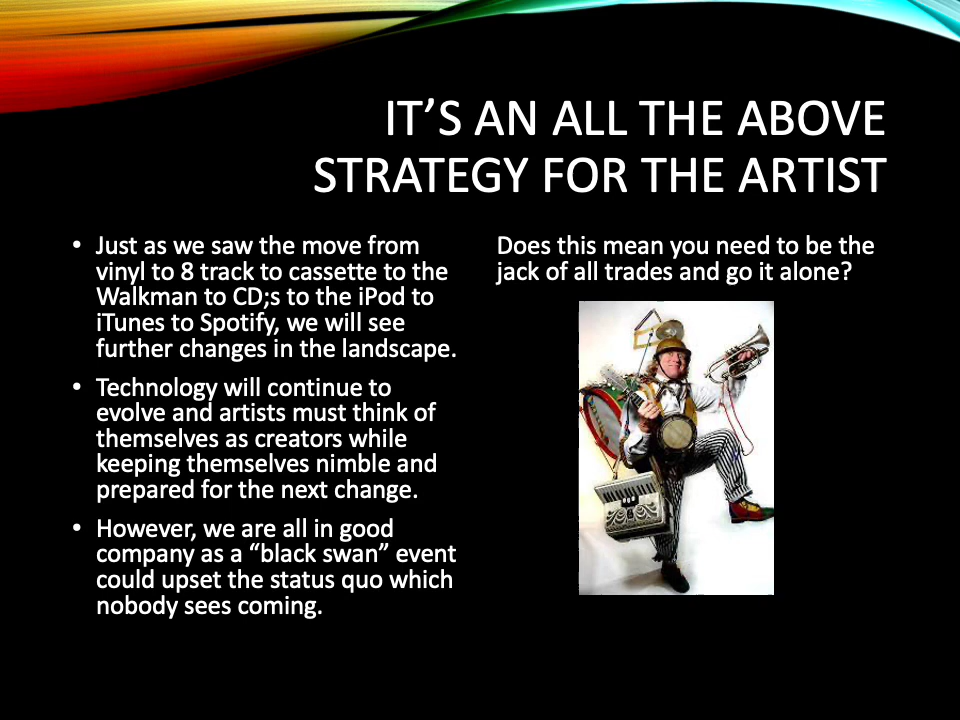 IT’S AN ALL THE ABOVE
STRATEGY FOR THE ARTIST
• Just as we saw the move from
vinyl to 8 track to cassette to the
Walkman to CD;s to the iPod to
iTunes to Spotify, we will see
further changes in the landscape.
• Technology will continue to
evolve and artists must think of
themselves as creators while
keeping themselves nimble and
prepared for the next change.
• However, we are all in good
company as a “black swan” event
could upset the status quo which
nobody sees coming.
Does this mean you need to be the
jack of all trades and go it alone?